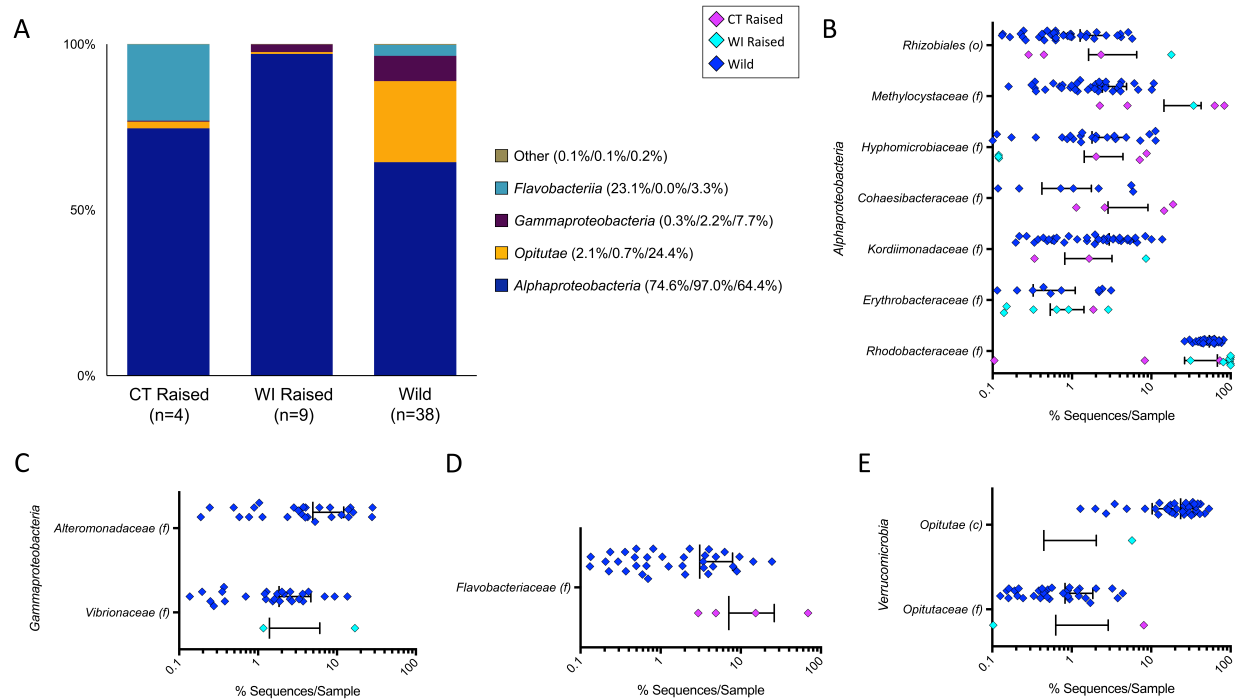 A
100%
50%
0%
CT Raised
(n=4)
WI Raised
(n=9)
Wild
(n=38)
Other (0.1%/0.1%/0.2%)
Flavobacteriia (23.1%/0.0%/3.3%)
Gammaproteobacteria (0.3%/2.2%/7.7%)
Opitutae (2.1%/0.7%/24.4%)
Alphaproteobacteria (74.6%/97.0%/64.4%)
CT Raised
WI Raised
Wild
B
Alphaproteobacteria
Rhizobiales (o)
Methylocystaceae (f)
Hyphomicrobiaceae (f)
Cohaesibacteraceae (f)
Kordiimonadaceae (f)
Erythrobacteraceae (f)
Rhodobacteraceae (f)
0.1
1
10
100
% Sequences/Sample
C
Gammaproteobacteria
Alteromonadaceae (f)
Vibrionaceae (f)
0.1
1
10
100
% Sequences/Sample
D
Flavobacteriaceae (f)
0.1
1
10
100
% Sequences/Sample
E
Verrucomicrobia
Opitutae (c)
Opitutaceae (f)
0.1
1
10
100
% Sequences/Sample